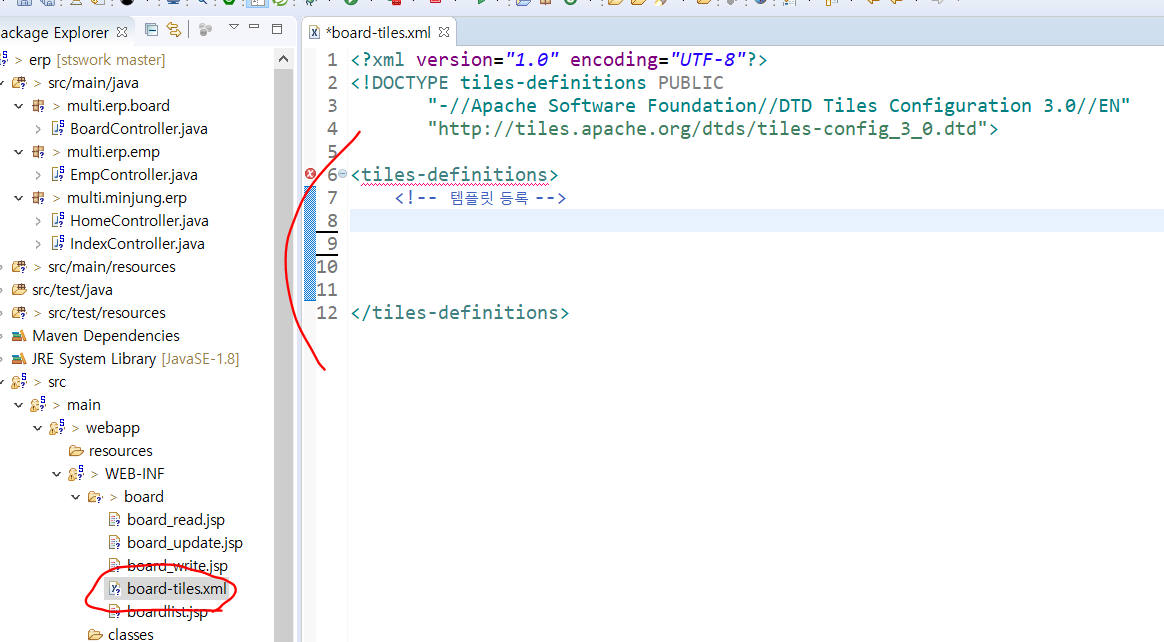 ackage Explorer
*board-tiles.xml
> erp [stswork master]
> src/main/java
> multi.erp.board
> BoardController.java
> multi.erp.emp
> EmpController.java
> multi.minjung.erp
> HomeController.java
> IndexController.java
> src/main/resources
src/test/java
> src/test/resources
Maven Dependencies
JRE System Library [JavaSE-1.8]
> src
> main
> webapp
resources
> WEB-INF
> board
board_read.jsp
board_update.jsp
board_write.jsp
board-tiles.xml
boardlist.jsp
classes
1 <?xml version="1.0" encoding="UTF-8"?>
2 <!DOCTYPE tiles-definitions PUBLIC
3 "-//Apache Software Foundation//DTD Tiles Configuration 3.0//EN"
4 "http://tiles.apache.org/dtds/tiles-config_3_0.dtd">
5
6 <tiles-definitions>
7 <!-- 템플릿 등록 -->
8
9
10
11
12 </tiles-definitions>